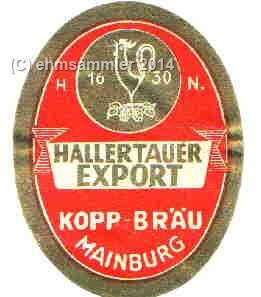 (C) ehmsammler 2014
H 16 30 N.
HALLERTAUER
EXPORT
KOPP-BRÄU
MAINBURG